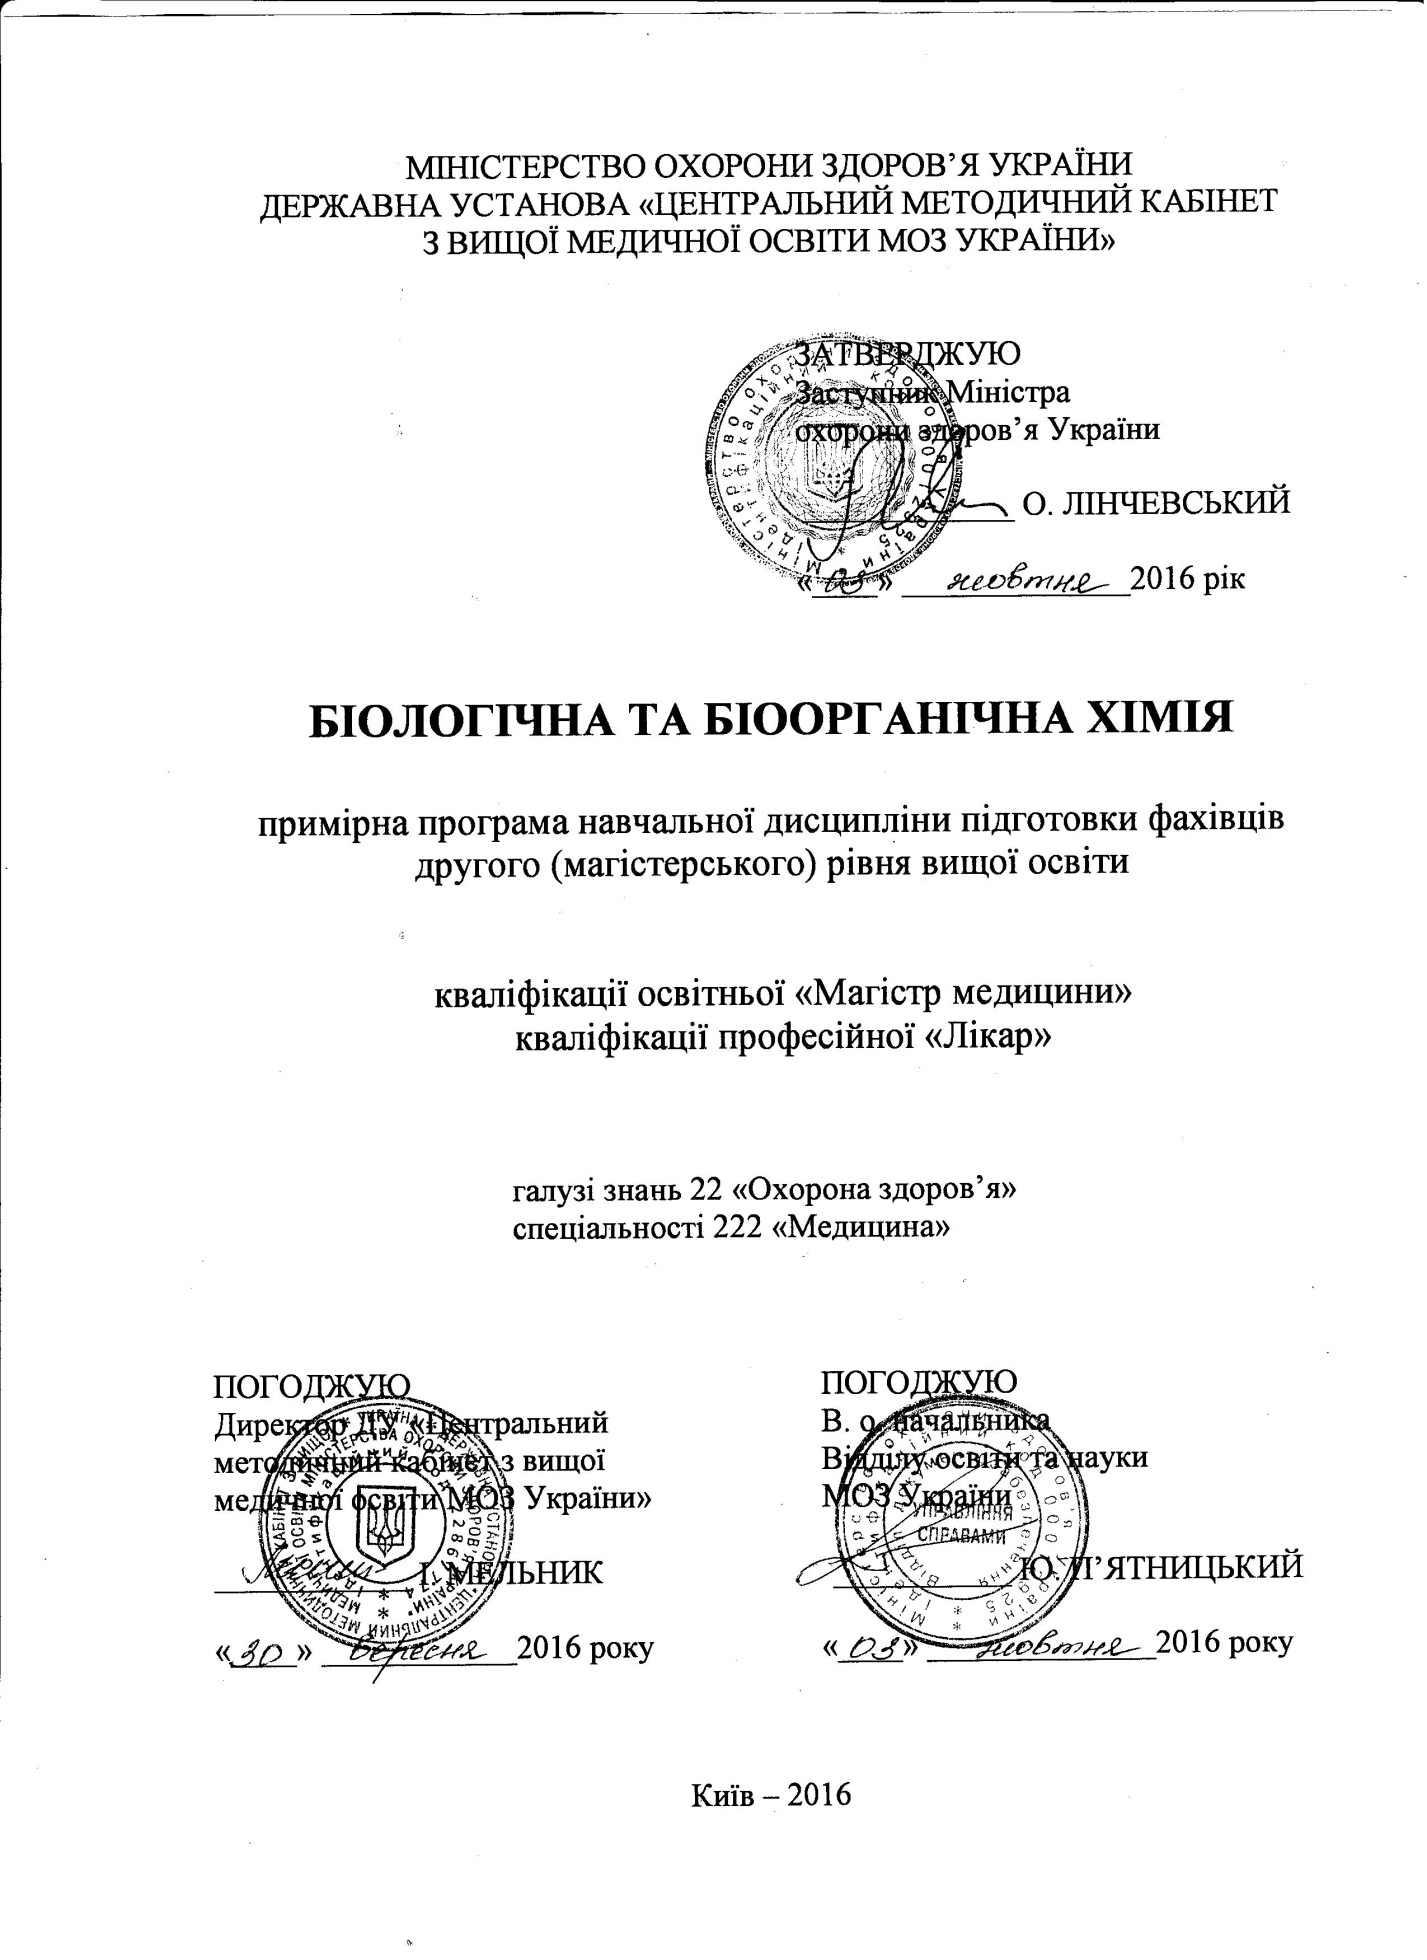 МІНІСТЕРСТВО ОХОРОНИ ЗДОРОВ’Я УКРАЇНИ
ДЕРЖАВНА УСТАНОВА «ЦЕНТРАЛЬНИЙ МЕТОДИЧНИЙ КАБІНЕТ
З ВИЩОЇ МЕДИЧНОЇ ОСВІТИ МОЗ УКРАЇНИ»
ЗАТВЕРДЖУЮ
Заступник Міністра
охорони здоров’я України
О. ЛІНЧЕВСЬКИЙ
«03» жовтня 2016 рік
БІОЛОГІЧНА ТА БІООРГАНІЧНА ХІМІЯ
примірна програма навчальної дисципліни підготовки фахівців
другого (магістерського) рівня вищої освіти
кваліфікації освітньої «Магістр медицини»
кваліфікації професійної «Лікар»
галузі знань 22 «Охорона здоров’я»
спеціальності 222 «Медицина»
ПОГОДЖУЮ
Директор ДУ «Центральний
методичний кабінет з вищої
медичної освіти МОЗ України»
І. МЕЛЬНИК
«30» вересня 2016 року
ПОГОДЖУЮ
В. о. начальника
Відділу освіти та науки
МОЗ України
УПРАВЛІННЯ
СПРАВАМИ
Ю. П’ЯТНИЦЬКИЙ
«03» жовтня 2016 року
Київ – 2016